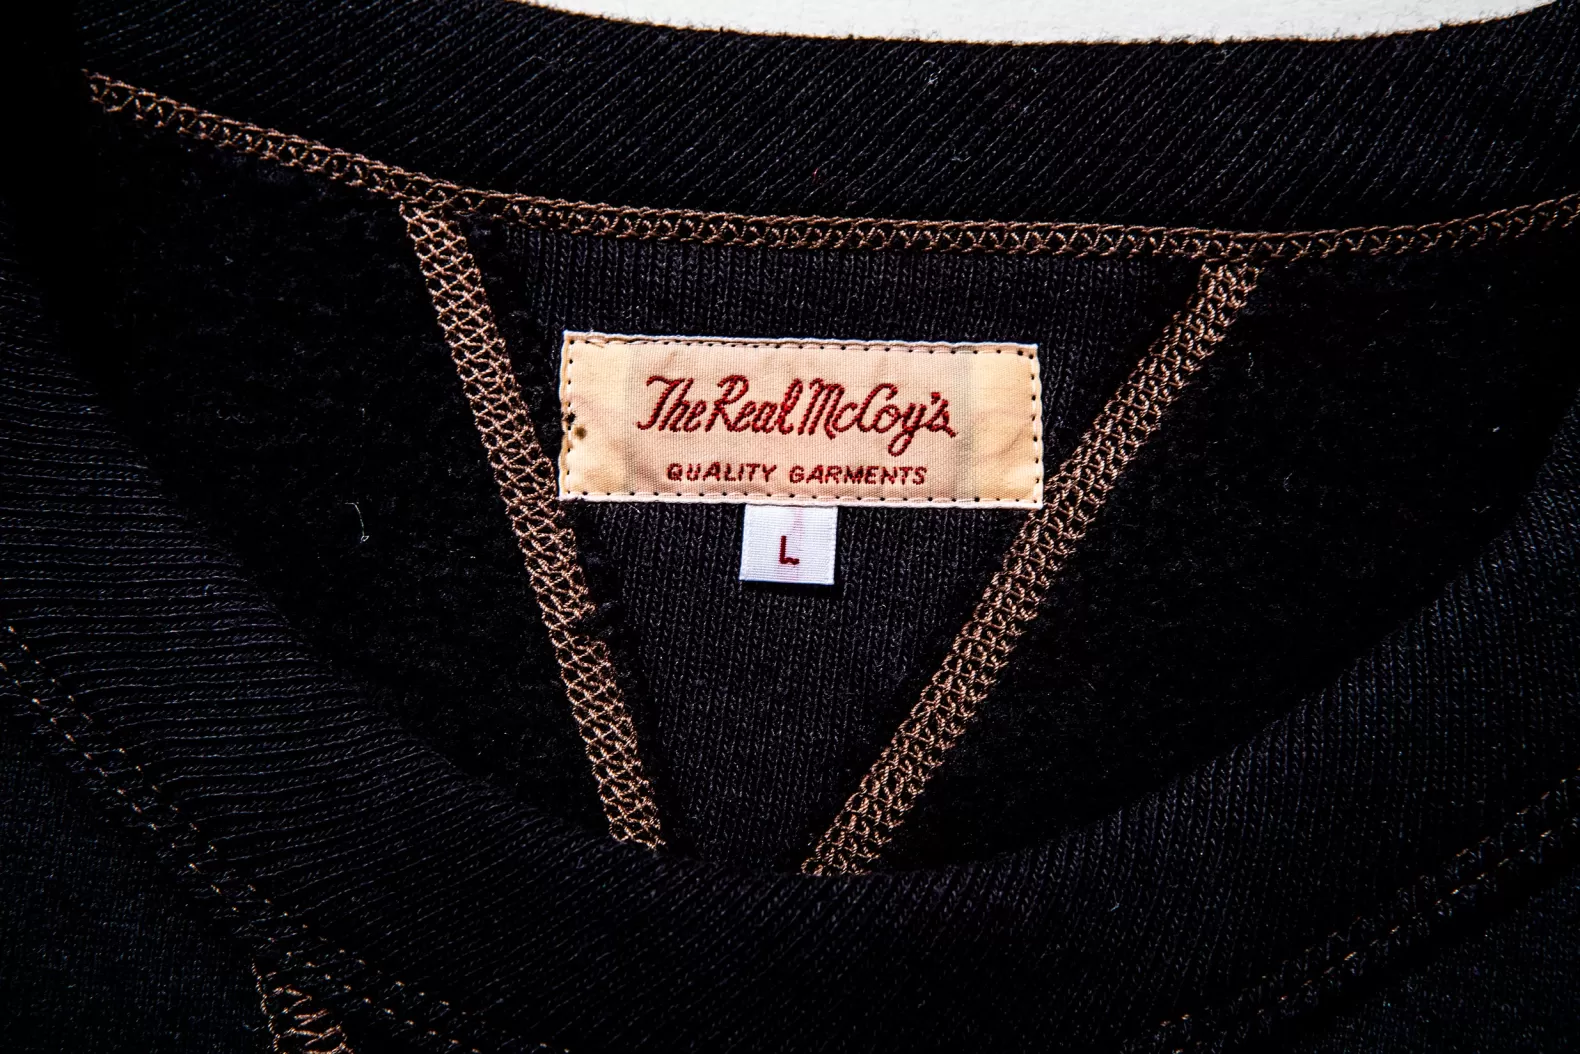 The Real McCoy's
QUALITY GARMENTS
L